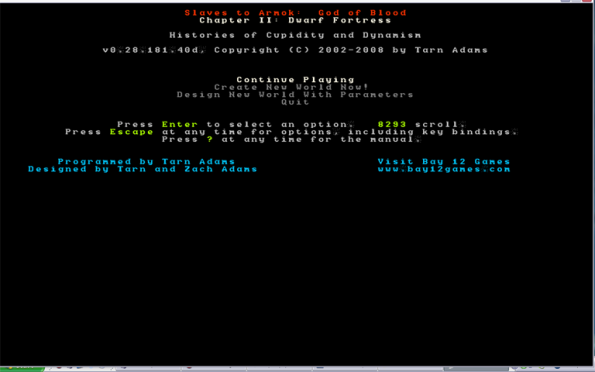 Slaves to Armok: God of Blood
Chapter II: Dwarf Fortress
Histories of Cupidity and Dynamism
v0.28.181.40d, Copyright (C) 2002-2008 by Tarn Adams
Continue Playing
Create New World Now!
Design New World With Parameters
Quit
Press Enter to select an option. 8293 scroll.
Press Escape at any time for options, including key bindings.
Press ? at any time for the manual.
Programmed by Tarn Adams
Designed by Tarn and Zach Adams
Visit Bay 12 Games
www.bay12games.com